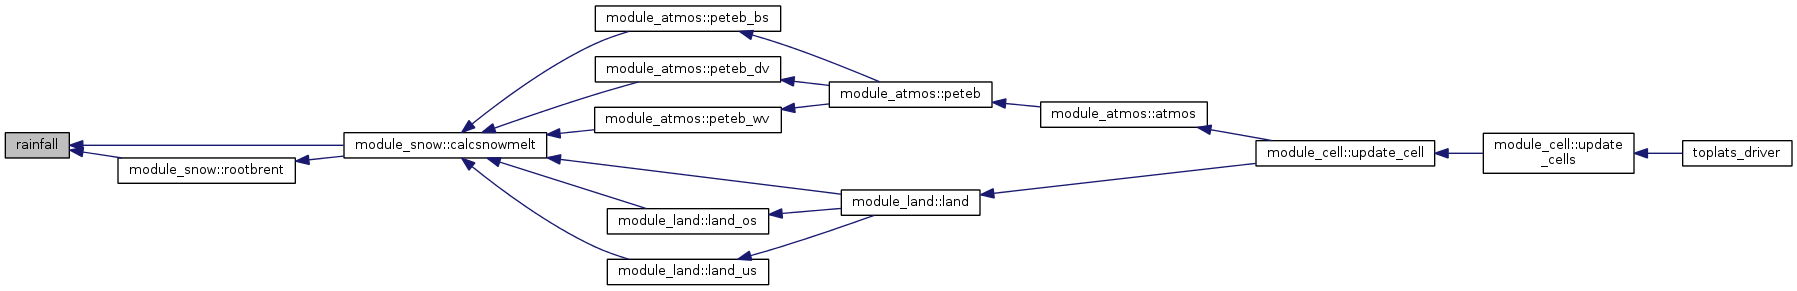 rainfall
module_snow::rootbrent
module_snow::calcsnowmelt
module_atmos::peteb_bs
module_atmos::peteb_dv
module_atmos::peteb_wv
module_land::land_os
module_land::land_us
module_atmos::peteb
module_land::land
module_atmos::atmos
module_cell::update_cell
module_cell::update
_cells
toplats_driver